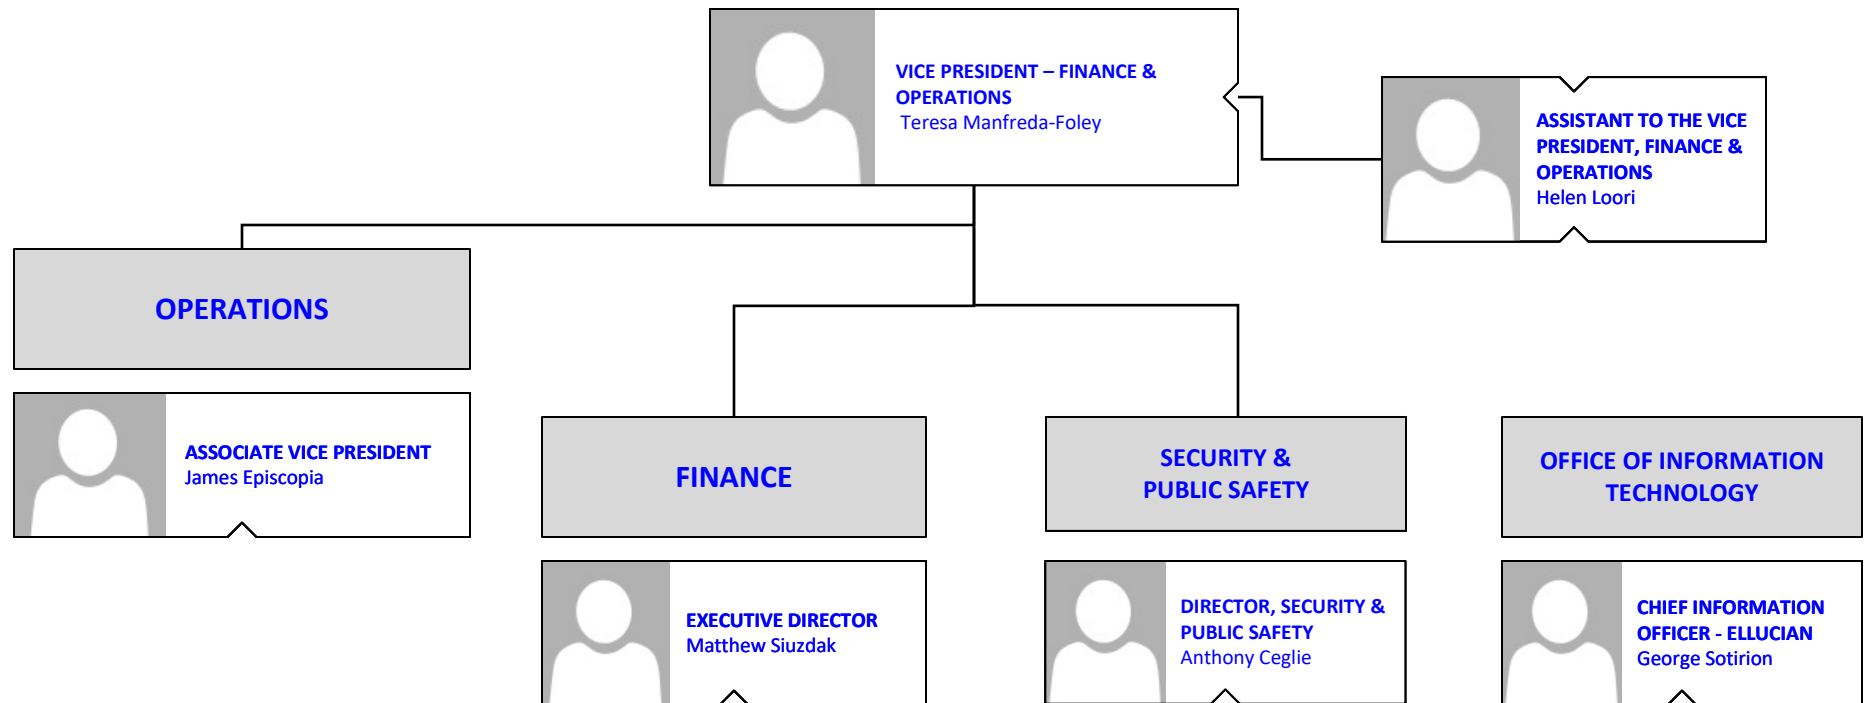 VICE PRESIDENT – FINANCE &
OPERATIONS
Teresa Manfreda-Foley
ASSISTANT TO THE VICE
PRESIDENT, FINANCE &
OPERATIONS
Helen Loori
OPERATIONS
ASSOCIATE VICE PRESIDENT
James Episcopia
FINANCE
EXECUTIVE DIRECTOR
Matthew Siuzdak
SECURITY &
PUBLIC SAFETY
DIRECTOR, SECURITY &
PUBLIC SAFETY
Anthony Ceglie
OFFICE OF INFORMATION
TECHNOLOGY
CHIEF INFORMATION
OFFICER - ELLUCIAN
George Sotirion